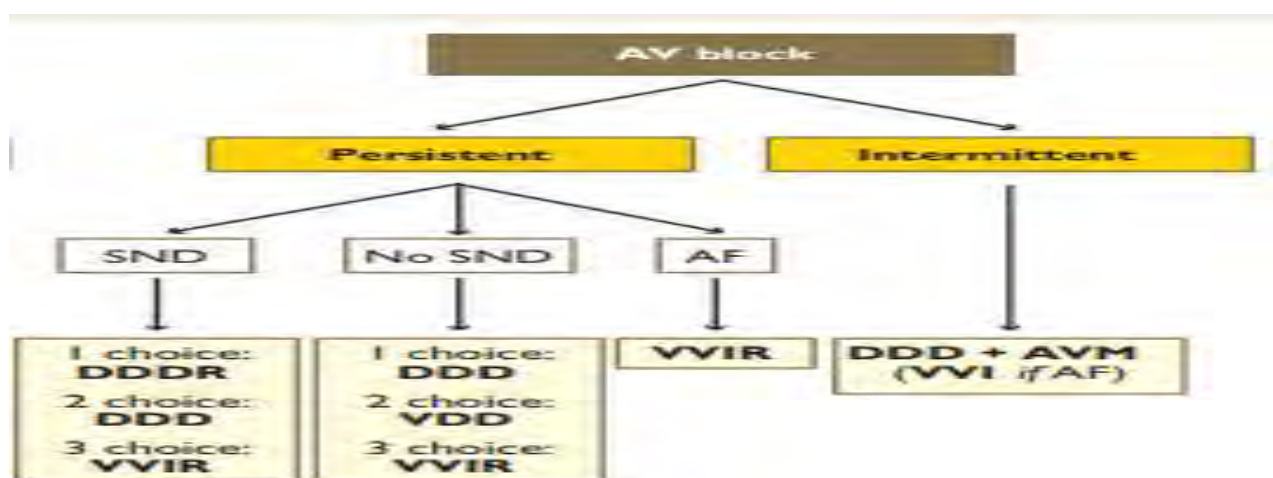 AV block
Persistent
Intermittent
SND
No SND
AF
1 choice:
DDDR
2 choice:
DDD
3 choice:
VVIR
1 choice:
DDD
2 choice:
VDD
3 choice:
VVIR
VVIR
DDD + AVM
(VVI if AF)